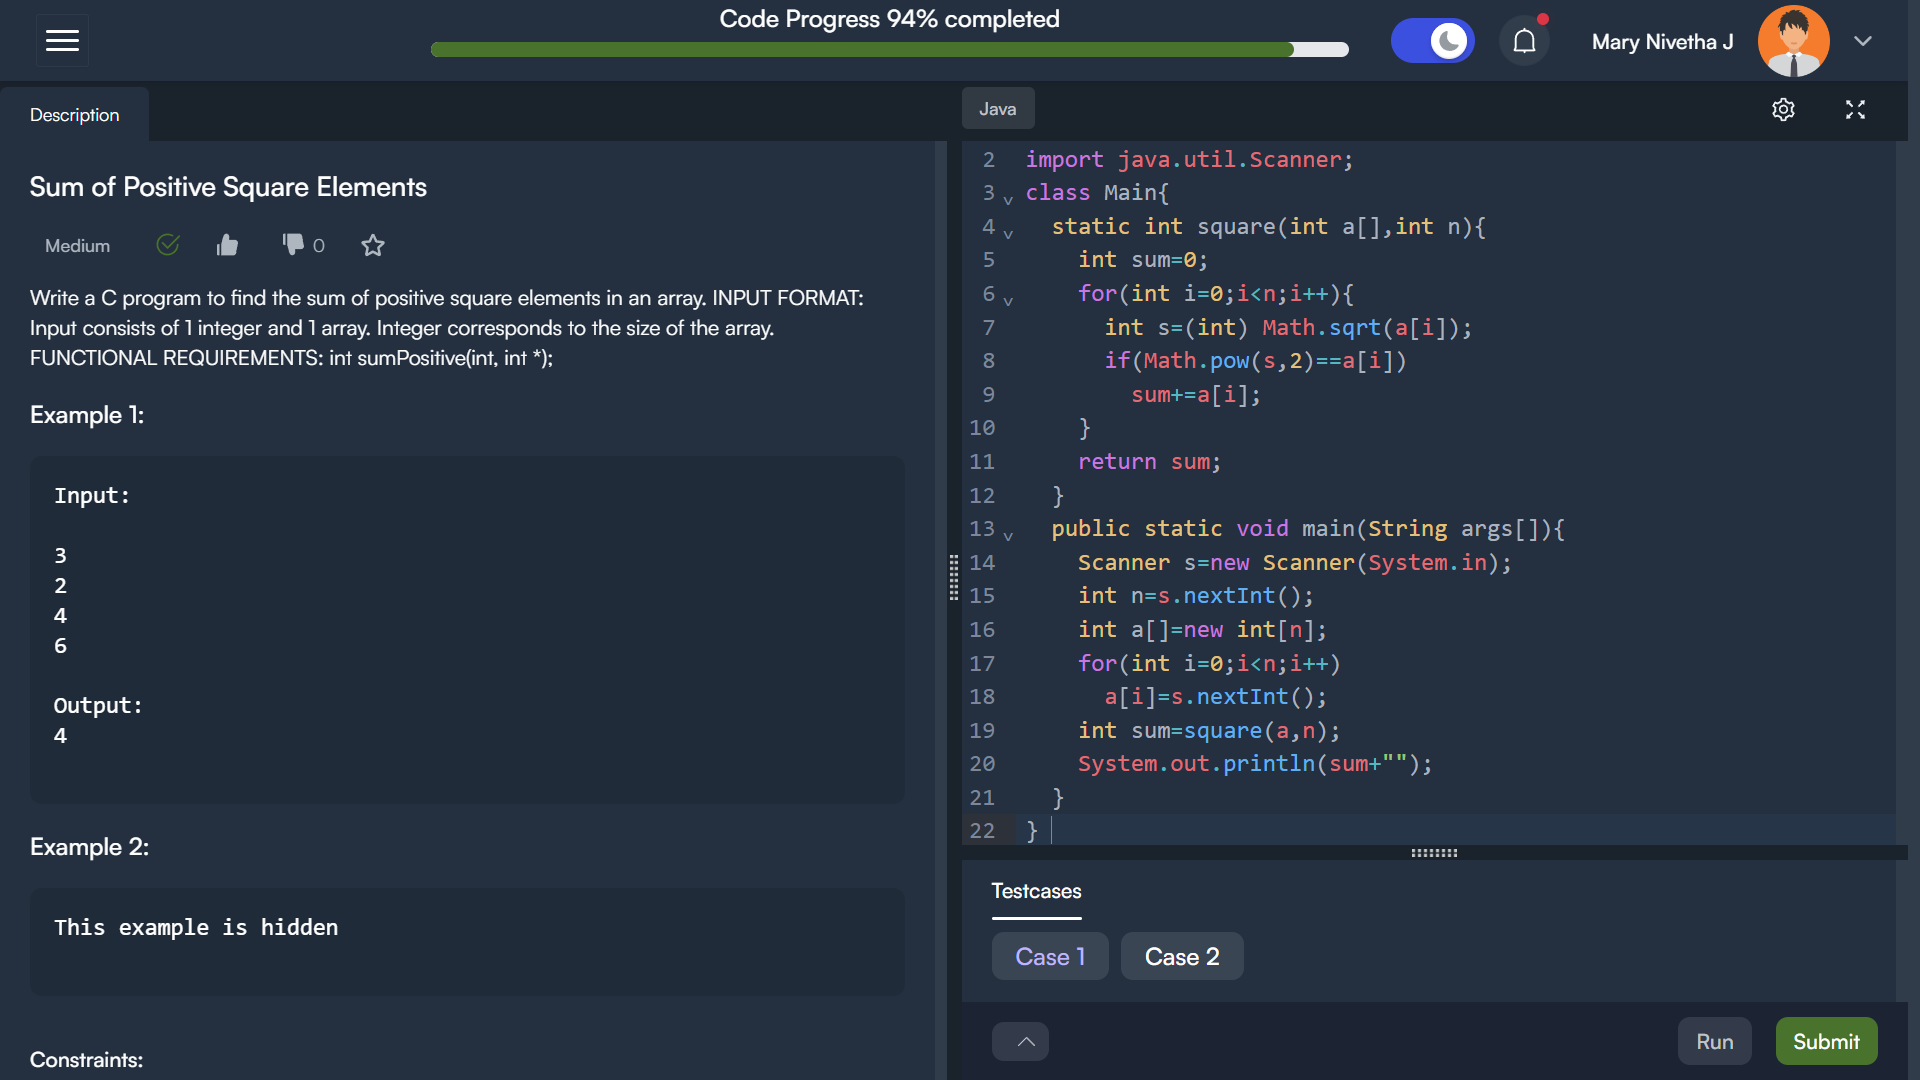 Code Progress 94% completed
Mary Nivetha J
Description
Sum of Positive Square Elements
Medium
0
Write a C program to find the sum of positive square elements in an array. INPUT FORMAT:
Input consists of 1 integer and 1 array. Integer corresponds to the size of the array.
FUNCTIONAL REQUIREMENTS: int sumPositive(int, int *);
Example 1:
Input:
3
2
4
6
Output:
4
Example 2:
This example is hidden
Constraints:
Java
2 import java.util.Scanner;
3 class Main{
4 static int square(int a[],int n){
5 int sum=0;
6 for(int i=0;i<n;i++){
7 int s=(int) Math.sqrt(a[i]);
8 if(Math.pow(s,2)==a[i])
9 sum+=a[i];
10 }
11 return sum;
12 }
13 public static void main(String args[]){
14 Scanner s=new Scanner(System.in);
15 int n=s.nextInt();
16 int a[]=new int[n];
17 for(int i=0;i<n;i++)
18 a[i]=s.nextInt();
19 int sum=square(a,n);
20 System.out.println(sum+"");
21 }
22 }
Testcases
Case 1
Case 2
Run
Submit